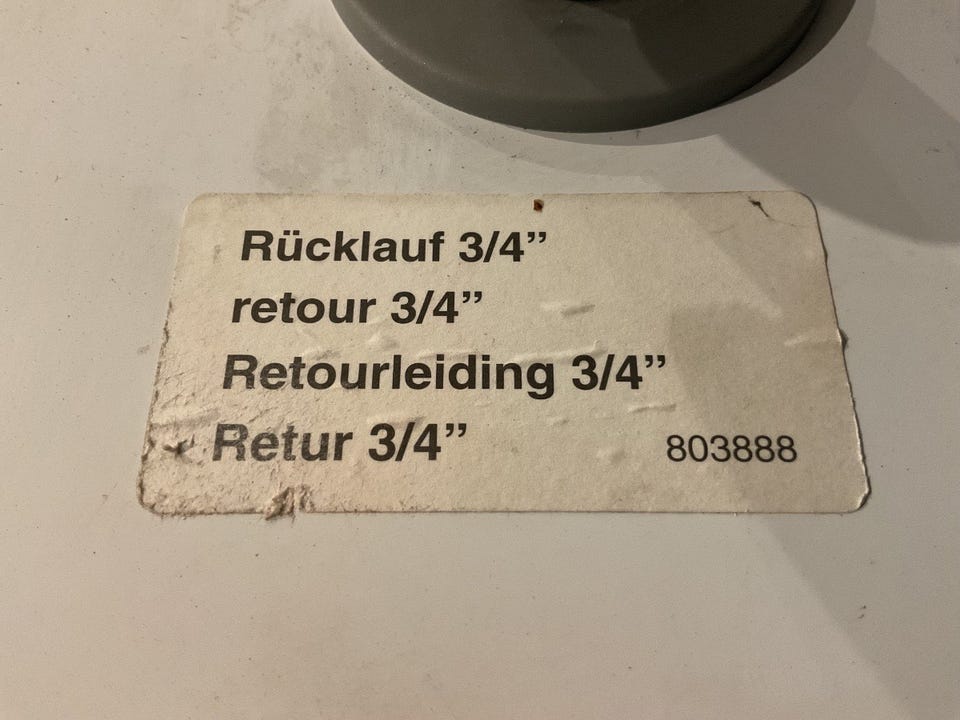 Rücklauf 3/4”
retour 3/4”
Retourleiding 3/4”
Retur 3/4” 803888